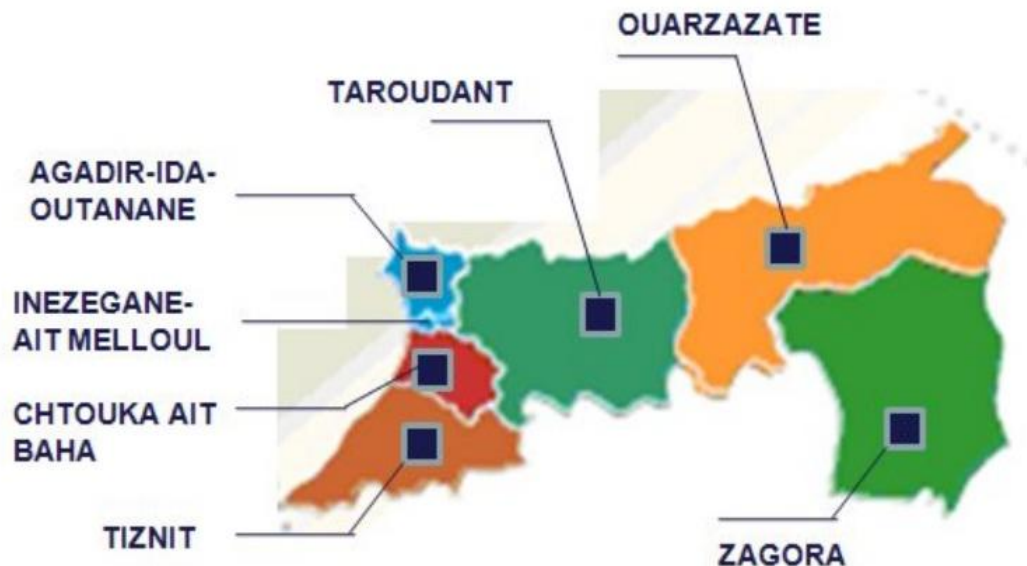 OUARZAZATE
TAROUDANT
AGADIR-IDA-
OUTANANE
INEZEGANE-
AIT MELLOUL
CHTOUKA AIT
BAHA
TIZNIT
ZAGORA